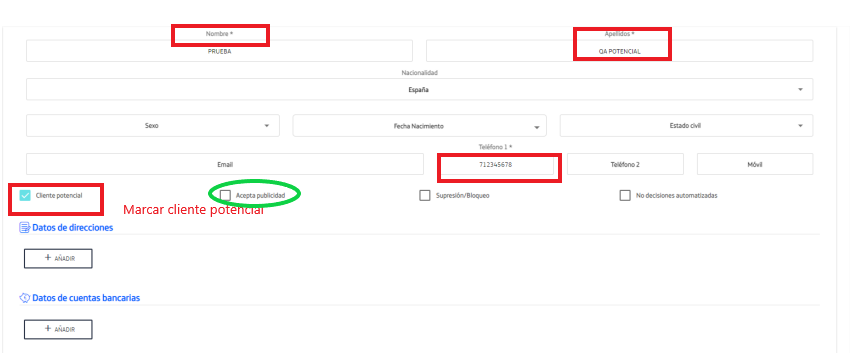 Nombre * Apellidos *
PRUEBA QA POTENCIAL
Nacionalidad
España
Sexo Fecha Nacimiento Estado civil
Teléfono 1 *
Email 712345678 Teléfono 2 Móvil
Cliente potencial Acepta publicidad Supresión/Bloqueo No decisiones automatizadas
Marcar cliente potencial
Datos de direcciones
+ AÑADIR
Datos de cuentas bancarias
+ AÑADIR